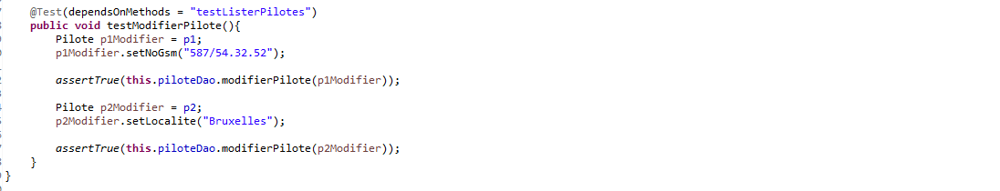 @Test(dependsOnMethods = "testListerPilotes")
public void testModifierPilote(){
Pilote p1Modifier = p1;
p1Modifier.setNoGsm("587/54.32.52");
assertTrue(this.piloteDao.modifierPilote(p1Modifier));
Pilote p2Modifier = p2;
p2Modifier.setLocalite("Bruxelles");
assertTrue(this.piloteDao.modifierPilote(p2Modifier));
}
}